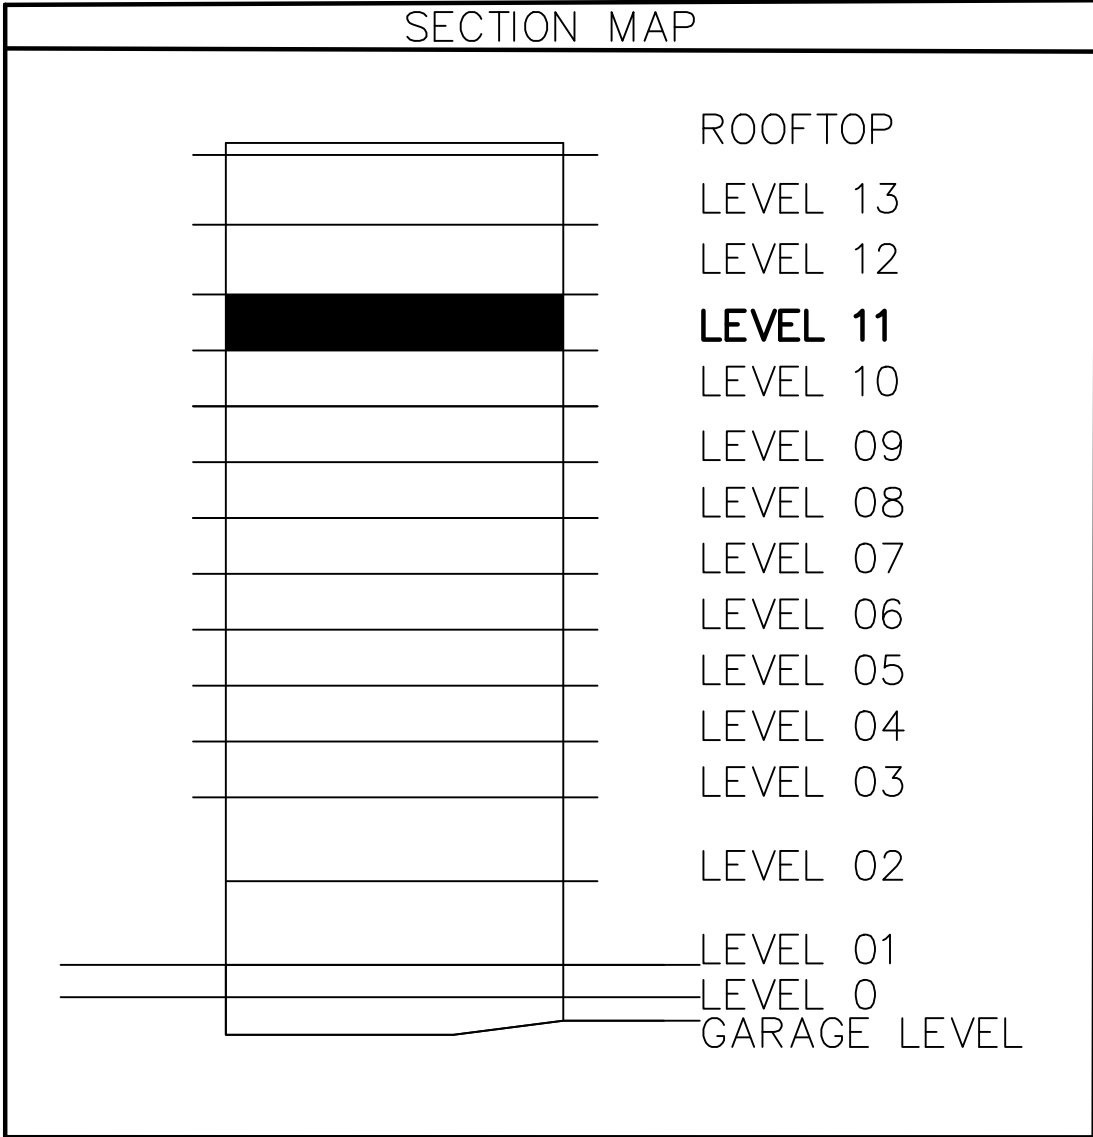 SECTION MAP
ROOFTOP
LEVEL 13
LEVEL 12
LEVEL 11
LEVEL 10
LEVEL 09
LEVEL 08
LEVEL 07
LEVEL 06
LEVEL 05
LEVEL 04
LEVEL 03
LEVEL 02
LEVEL 01
LEVEL 0
GARAGE LEVEL